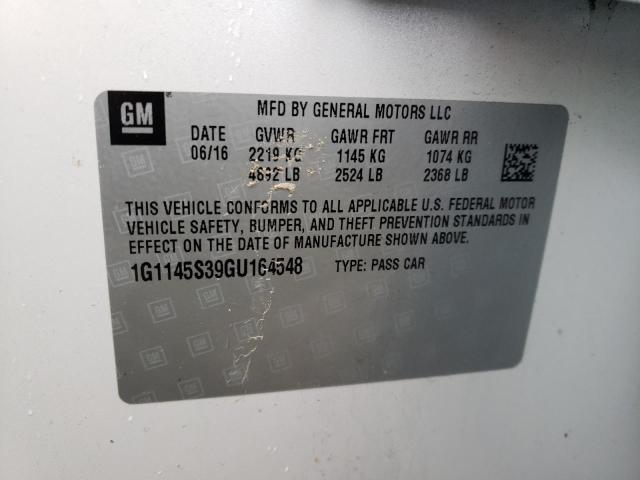 GM
MFD BY GENERAL MOTORS LLC
DATE GVWR GAWR FRT GAWR RR
06/16 2219 KG 1145 KG 1074 KG
4892 LB 2524 LB 2368 LB
THIS VEHICLE CONFORMS TO ALL APPLICABLE U.S. FEDERAL MOTOR
VEHICLE SAFETY, BUMPER, AND THEFT PREVENTION STANDARDS IN
EFFECT ON THE DATE OF MANUFACTURE SHOWN ABOVE.
1G1145S39GU164548 TYPE: PASS CAR